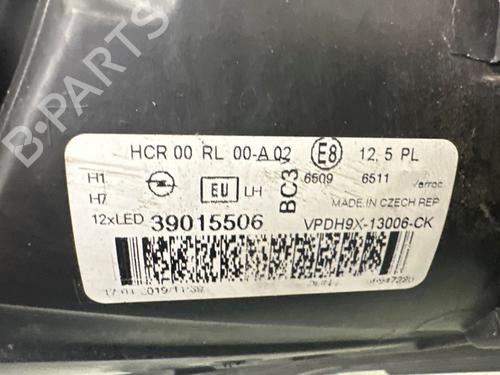 B-PARTS
HCR 00 RL 00-A 02 E8 12, 5 PL
H1 EU LH BC3 6509 6511
H7 MADE IN CZECH REP
12xLED 39015506 VPDH9X-13006-CK